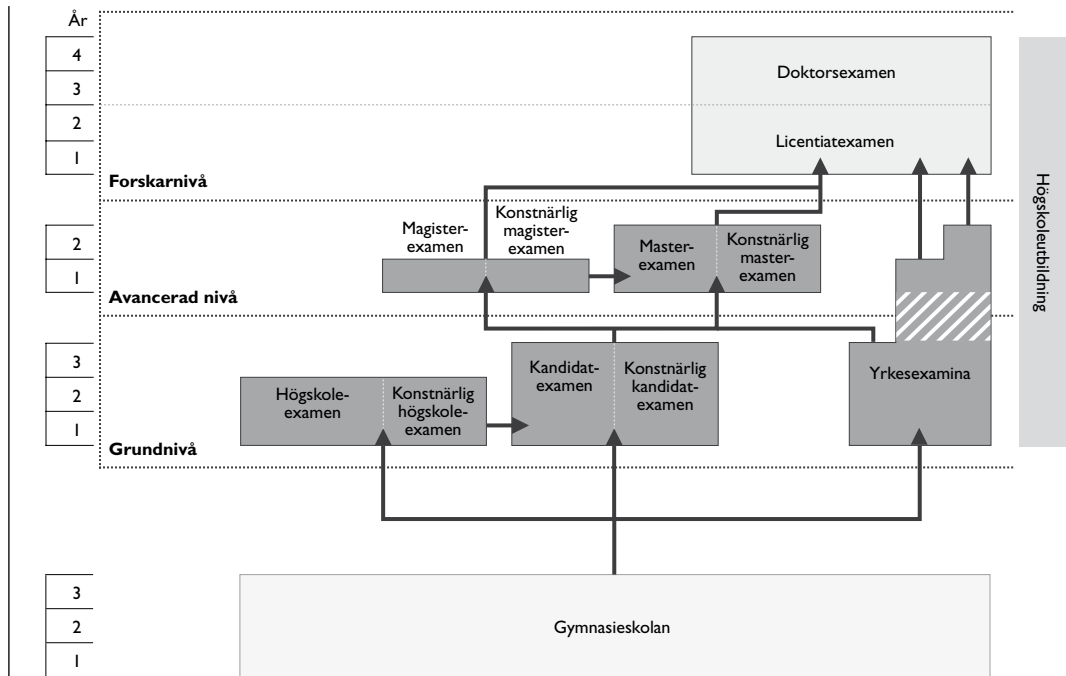 År
4
3
2
1
Doktorsexamen
Licentiatexamen
Forskarnivå
2
1
Magister-
examen
Konstnärlig
magister-
examen
Master-
examen
Konstnärlig
master-
examen
Avancerad nivå
3
2
1
Högskole-
examen
Konstnärlig
högskole-
examen
Kandidat-
examen
Konstnärlig
kandidat-
examen
Yrkesexamina
Grundnivå
Högskoleutbildning
3
2
1
Gymnasieskolan